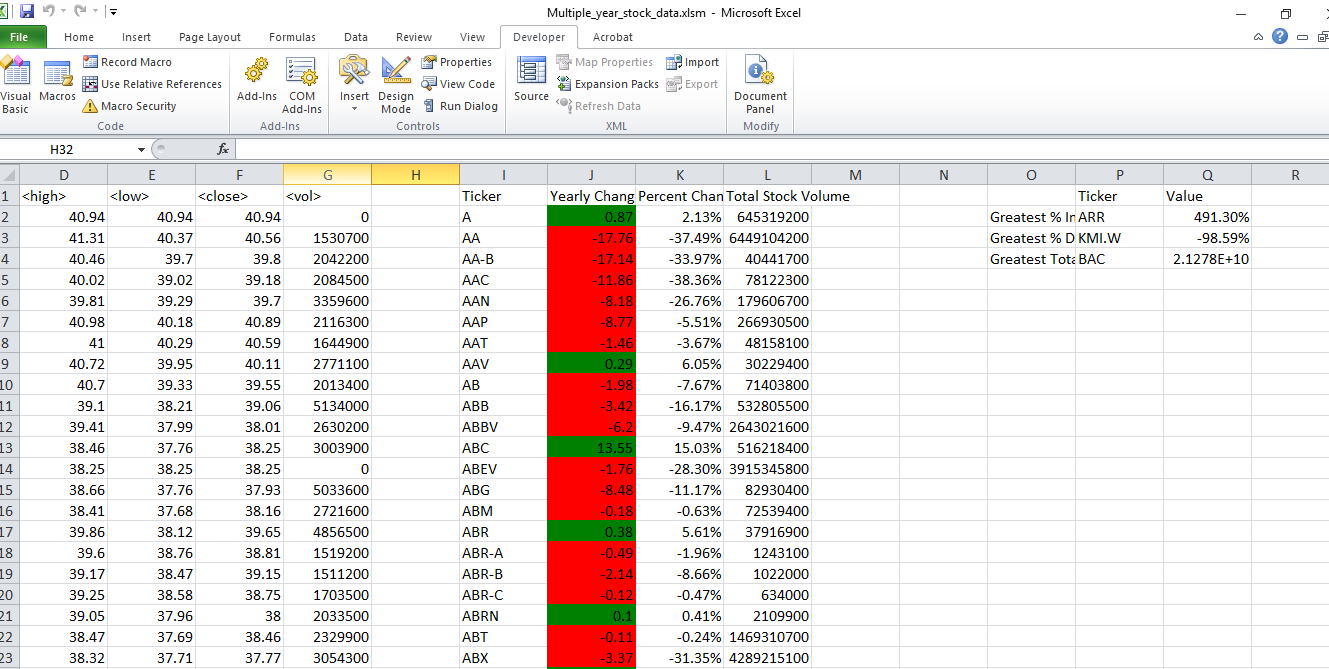 Multiple_year_stock_data.xlsm - Microsoft Excel
File Home Insert Page Layout Formulas Data Review View Developer Acrobat
Visual Basic Macros Record Macro Use Relative References Macro Security Add-Ins COM Add-Ins Insert Design Mode Properties View Code Run Dialog Source Map Properties Expansion Packs Refresh Data Import Export Document Panel
Code Add-Ins Controls XML Modify
H32 fx
D E F G H I J K L M N O P Q R
1 <high> <low> <close> <vol> Ticker Yearly Chang Percent Chan Total Stock Volume Ticker Value
2 40.94 40.94 40.94 0 A 0.87 2.13% 645319200 Greatest % In ARR 491.30%
3 41.31 40.37 40.56 1530700 AA -17.76 -37.49% 6449104200 Greatest % D KMI.W -98.59%
4 40.46 39.7 39.8 2042200 AA-B -17.14 -33.97% 40441700 Greatest Tota BAC 2.1278E+10
5 40.02 39.02 39.18 2084500 AAC -11.86 -38.36% 78122300
6 39.81 39.29 39.7 3359600 AAN -8.18 -26.76% 179606700
7 40.98 40.18 40.89 2116300 AAP -8.77 -5.51% 266930500
8 41 40.29 40.59 1644900 AAT -1.46 -3.67% 48158100
9 40.72 39.95 40.11 2771100 AAV 0.29 6.05% 30229400
10 40.7 39.33 39.55 2013400 AB -1.98 -7.67% 71403800
11 39.1 38.21 39.06 5134000 ABB -3.42 -16.17% 532805500
12 39.41 37.99 38.01 2630200 ABBV -6.2 -9.47% 2643021600
13 38.46 37.76 38.25 3003900 ABC 13.55 15.03% 516218400
14 38.25 38.25 38.25 0 ABEV -1.76 -28.30% 3915345800
15 38.66 37.76 37.93 5033600 ABG -8.48 -11.17% 82930400
16 38.41 37.68 38.16 2721600 ABM -0.18 -0.63% 72539400
17 39.86 38.12 39.65 4856500 ABR 0.38 5.61% 37916900
18 39.6 38.76 38.81 1519200 ABR-A -0.49 -1.96% 1243100
19 39.17 38.47 39.15 1511200 ABR-B -2.14 -8.66% 1022000
20 39.25 38.58 38.75 1703500 ABR-C -0.12 -0.47% 634000
21 39.05 37.96 38 2033500 ABRN 0.1 0.41% 2109900
22 38.47 37.69 38.46 2329900 ABT -0.11 -0.24% 1469310700
23 38.32 37.71 37.77 3054300 ABX -3.37 -31.35% 4289215100